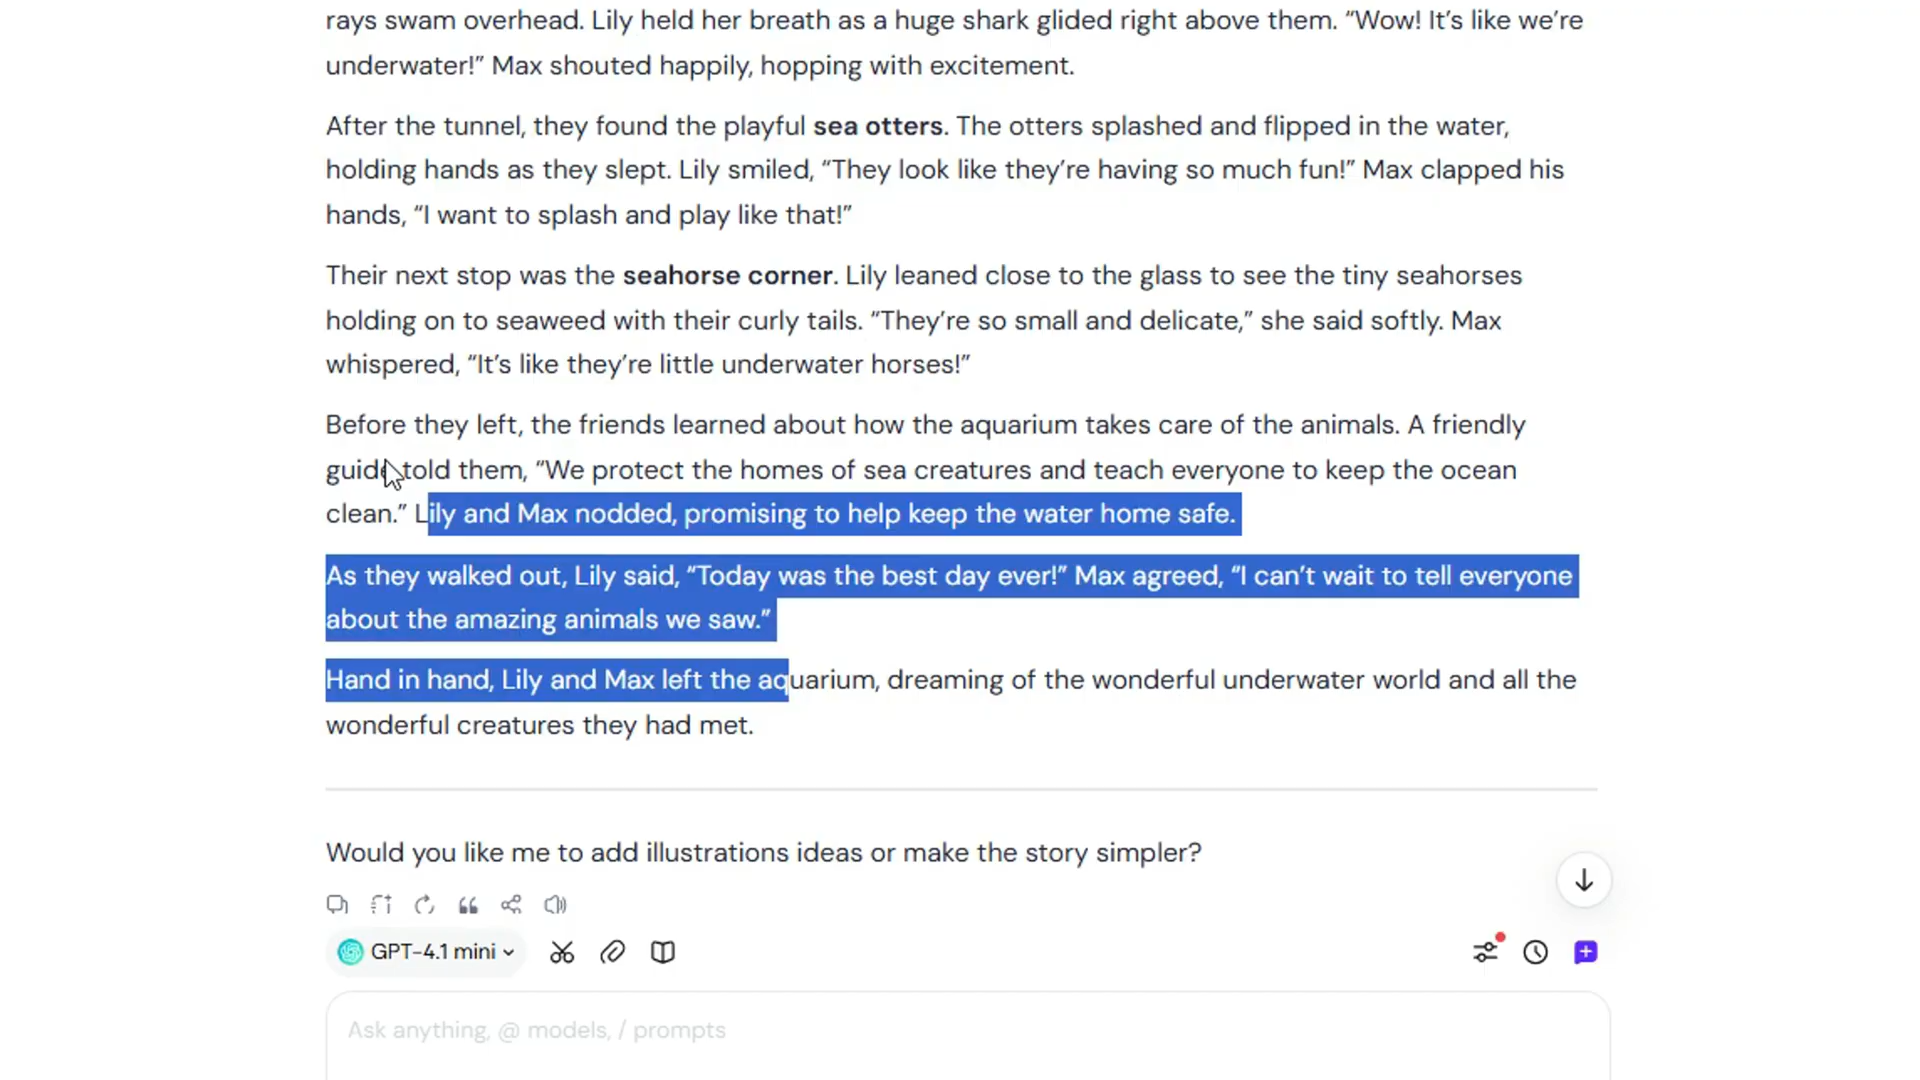 rays swam overhead. Lily held her breath as a huge shark glided right above them. “Wow! It’s like we’re
underwater!” Max shouted happily, hopping with excitement.
After the tunnel, they found the playful sea otters. The otters splashed and flipped in the water,
holding hands as they slept. Lily smiled, “They look like they’re having so much fun!” Max clapped his
hands, “I want to splash and play like that!”
Their next stop was the seahorse corner. Lily leaned close to the glass to see the tiny seahorses
holding on to seaweed with their curly tails. “They’re so small and delicate,” she said softly. Max
whispered, “It’s like they’re little underwater horses!”
Before they left, the friends learned about how the aquarium takes care of the animals. A friendly
guide told them, “We protect the homes of sea creatures and teach everyone to keep the ocean
clean.” Lily and Max nodded, promising to help keep the water home safe.
As they walked out, Lily said, “Today was the best day ever!” Max agreed, “I can’t wait to tell everyone
about the amazing animals we saw.”
Hand in hand, Lily and Max left the aquarium, dreaming of the wonderful underwater world and all the
wonderful creatures they had met.
Would you like me to add illustrations ideas or make the story simpler?
GPT-4.1 mini
Ask anything, @ models, / prompts